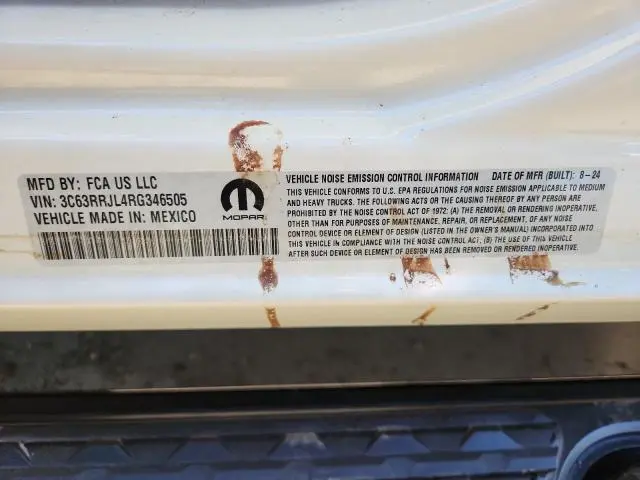 MFD BY: FCA US LLC
VIN: 3C63RRJL4RG346505
VEHICLE MADE IN: MEXICO
MOPAR
VEHICLE NOISE EMISSION CONTROL INFORMATION DATE OF MFR (BUILT): 8-24
THIS VEHICLE CONFORMS TO U.S. EPA REGULATIONS FOR NOISE EMISSION APPLICABLE TO MEDIUM
AND HEAVY TRUCKS. THE FOLLOWING ACTS OR THE CAUSING THEREOF BY ANY PERSON ARE
PROHIBITED BY THE NOISE CONTROL ACT OF 1972: (A) THE REMOVAL OR RENDERING INOPERATIVE,
OTHER THAN FOR PURPOSES OF MAINTENANCE, REPAIR, OR REPLACEMENT, OF ANY NOISE
CONTROL DEVICE OR ELEMENT OF DESIGN (LISTED IN THE OWNER'S MANUAL) INCORPORATED INTO
THIS VEHICLE IN COMPLIANCE WITH THE NOISE CONTROL ACT; (B) THE USE OF THIS VEHICLE
AFTER SUCH DEVICE OR ELEMENT OF DESIGN HAS BEEN REMOVED OR RENDERED INOPERATIVE.